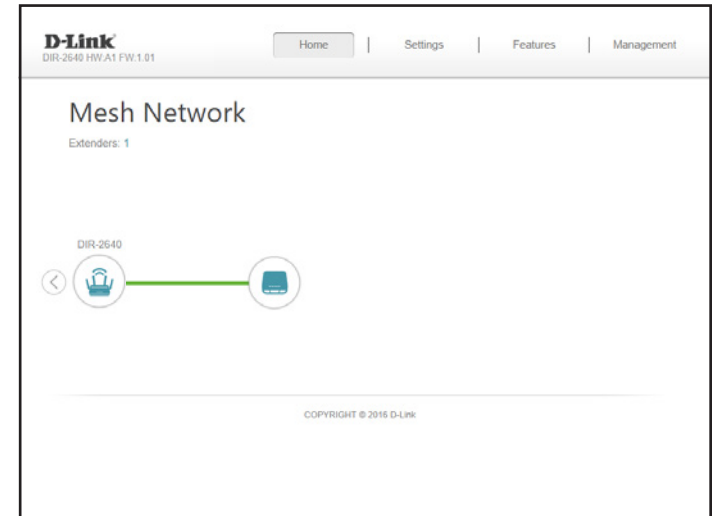 D-Link
DIR-2640 HW.A1 FW:1.01
Home | Settings | Features | Management
Mesh Network
Extenders: 1
DIR-2640
COPYRIGHT © 2016 D-Link